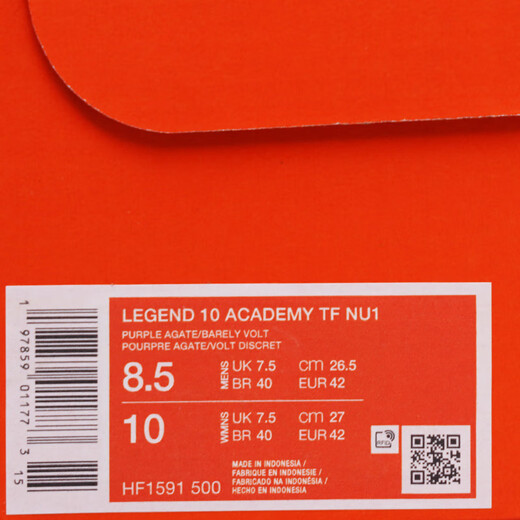 LEGEND 10 ACADEMY TF NU1
PURPLE AGATE/BARELY VOLT
POURPRE AGATE/VOLT DISCRET
8.5 MENS UK 7.5 CM 26.5
BR 40 EUR 42
10 WMNS UK 7.5 CM 27
BR 40 EUR 42
RFID
MADE IN INDONESIA /
FABRIQUE EN INDONESIE /
FABRICADO NA INDONESIA /
HECHO EN INDONESIA
HF1591 500
1 97859 01177 3 15